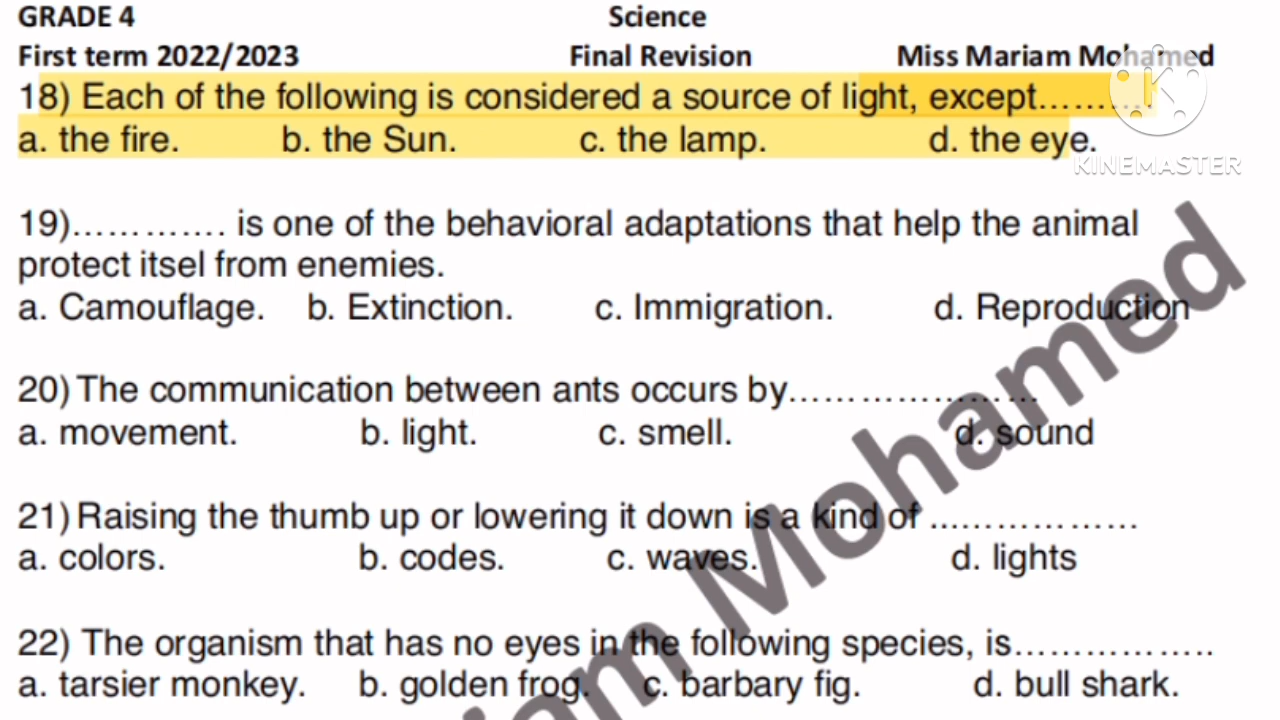 GRADE 4 Science
First term 2022/2023 Final Revision Miss Mariam Mohamed
18) Each of the following is considered a source of light, except..........
a. the fire. b. the Sun. c. the lamp. d. the eye.
KINEMASTER
19)............. is one of the behavioral adaptations that help the animal
protect itsel from enemies.
a. Camouflage. b. Extinction. c. Immigration. d. Reproduction
20) The communication between ants occurs by.....................
a. movement. b. light. c. smell. d. sound
21) Raising the thumb up or lowering it down is a kind of ..................
a. colors. b. codes. c. waves. d. lights
22) The organism that has no eyes in the following species, is.................
a. tarsier monkey. b. golden frog. c. barbary fig. d. bull shark.
Mohamed